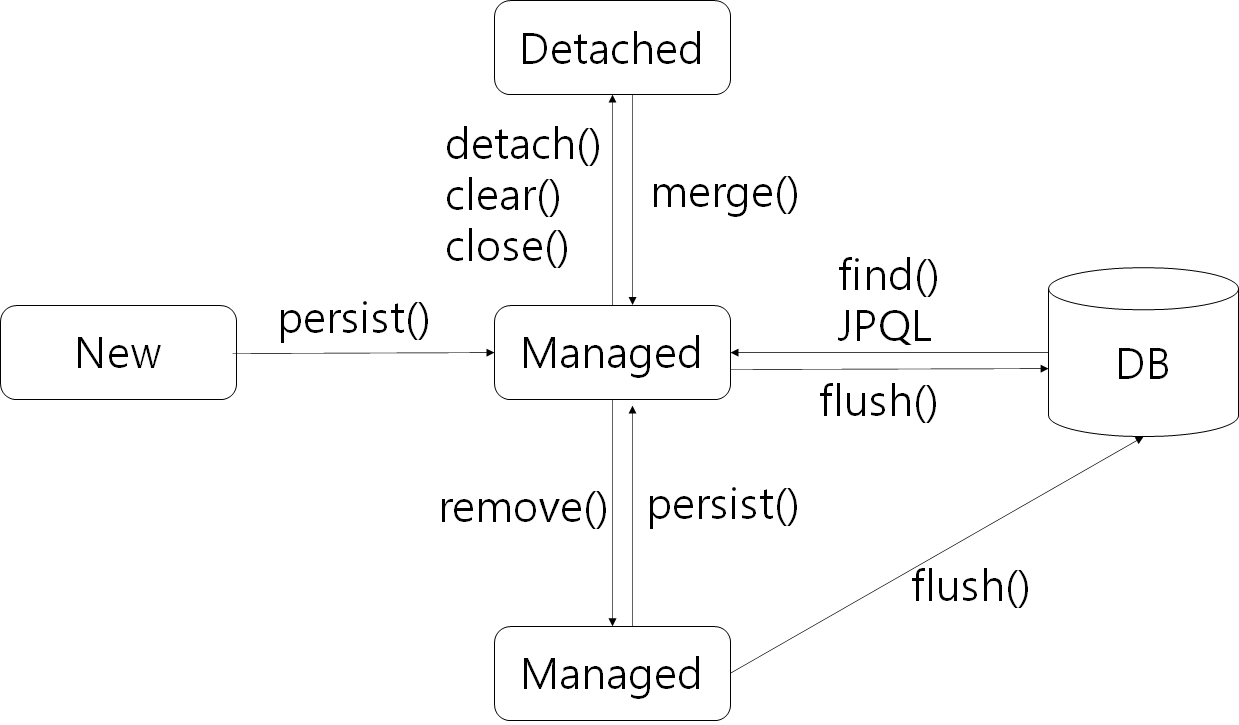 Detached
detach()
clear()
close()
merge()
find()
JPQL
New
persist()
Managed
DB
flush()
remove()
persist()
flush()
Managed